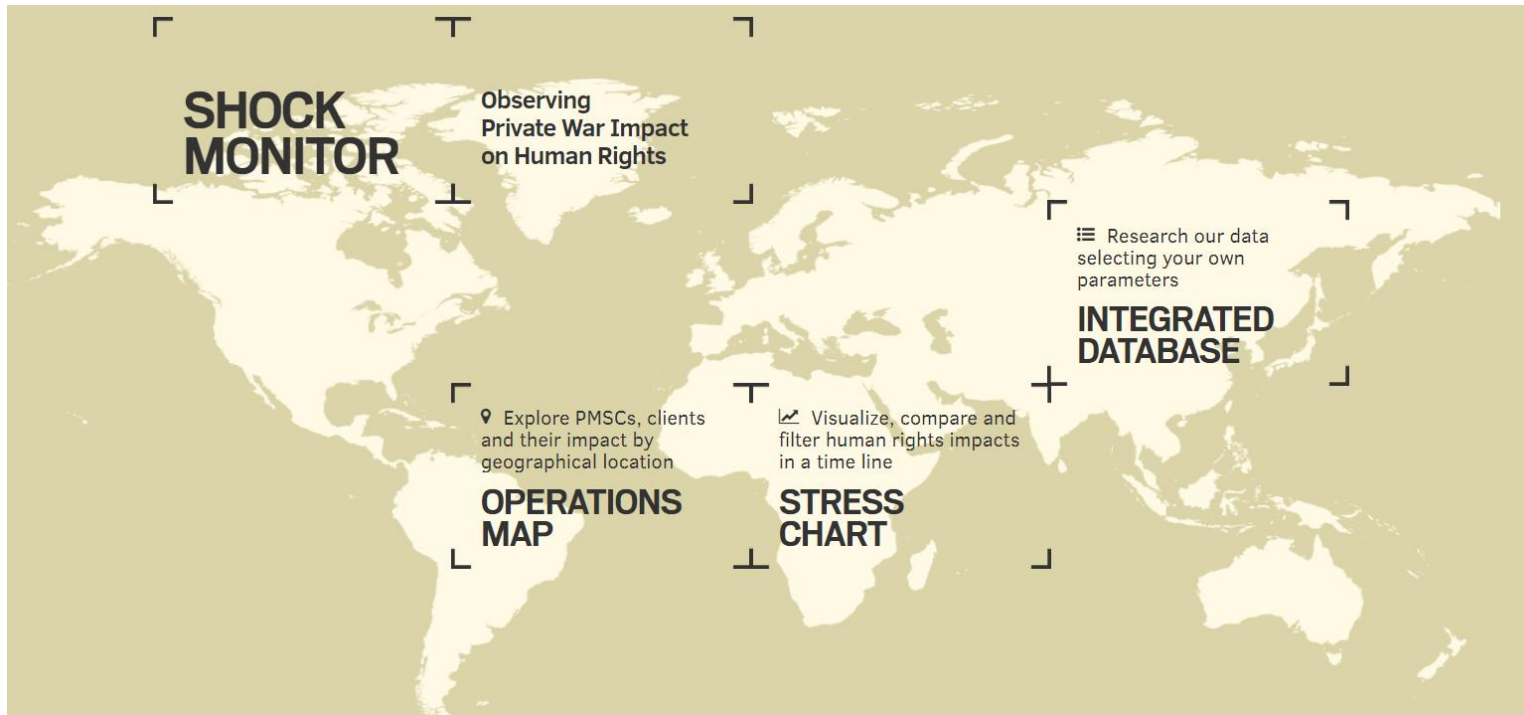 SHOCK
MONITOR
Observing
Private War Impact
on Human Rights
Research our data
selecting your own
parameters
INTEGRATED
DATABASE
Explore PMSCs, clients
and their impact by
geographical location
OPERATIONS
MAP
Visualize, compare and
filter human rights impacts
in a time line
STRESS
CHART